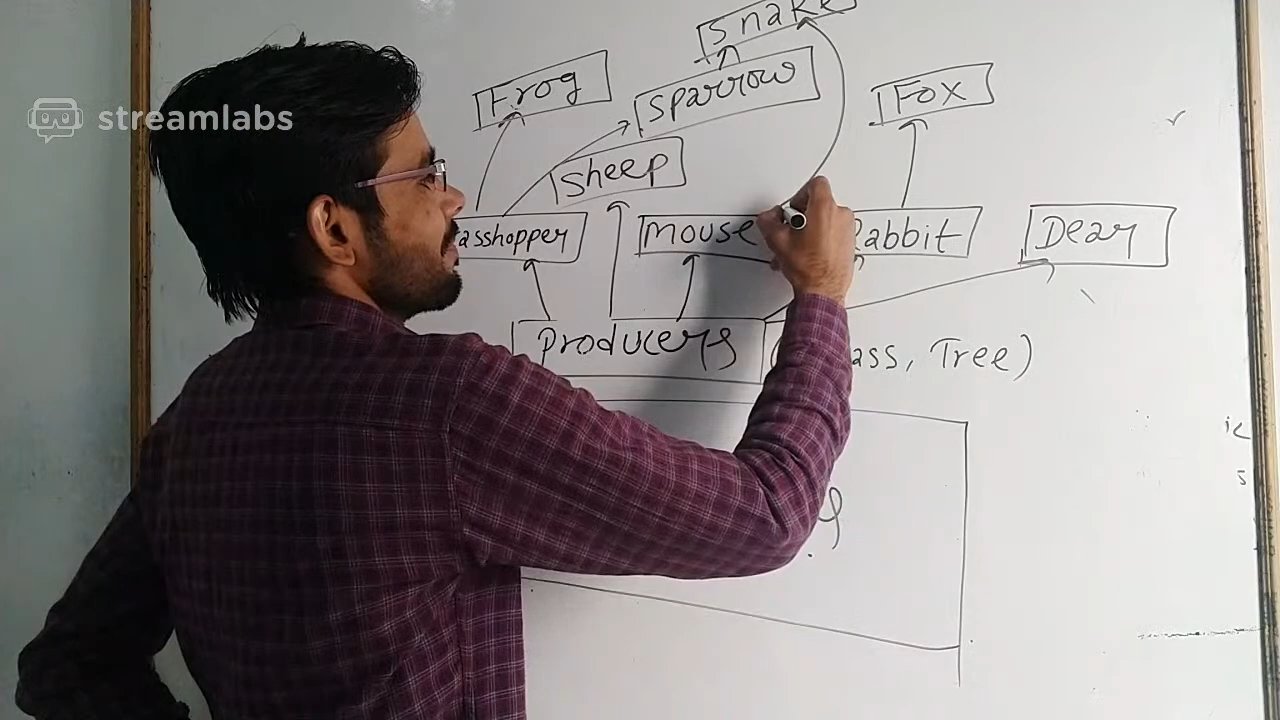 streamlabs
Snake
Frog
Sparrow
Fox
Sheep
asshopper
Mouse
Rabbit
Dear
Producers
ass, Tree)